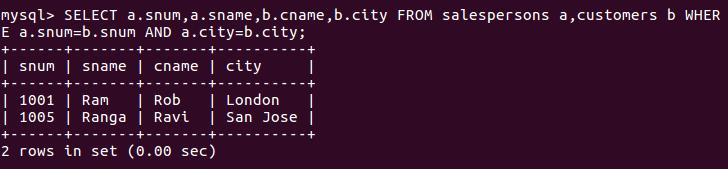 mysql> SELECT a.snum,a.sname,b.cname,b.city FROM salespersons a,customers b WHER
E a.snum=b.snum AND a.city=b.city;
+------+-------+-------+----------+
| snum | sname | cname | city     |
+------+-------+-------+----------+
| 1001 | Ram   | Rob   | London   |
| 1005 | Ranga | Ravi  | San Jose |
+------+-------+-------+----------+
2 rows in set (0.00 sec)